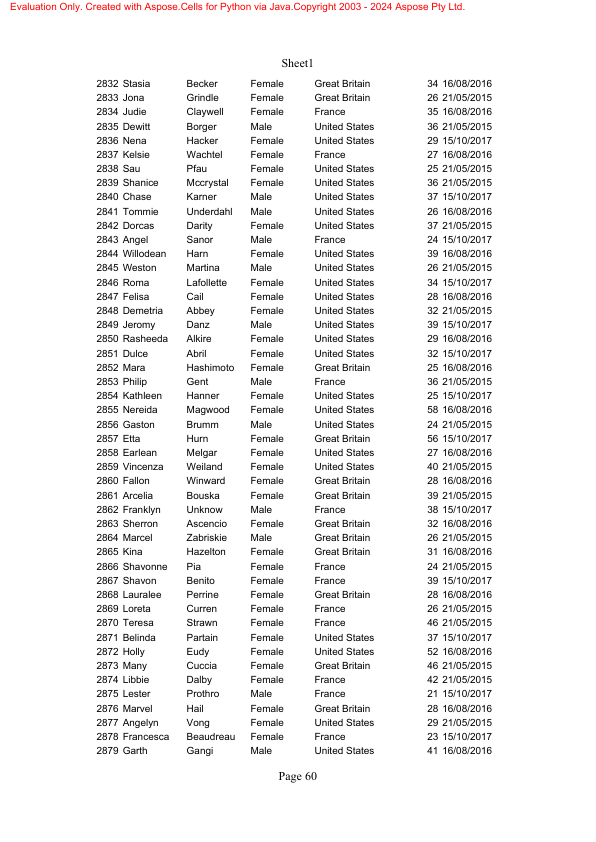 Evaluation Only. Created with Aspose.Cells for Python via Java.Copyright 2003 - 2024 Aspose Pty Ltd.
Sheet1
2832 Stasia Becker Female Great Britain 34 16/08/2016
2833 Jona Grindle Female Great Britain 26 21/05/2015
2834 Judie Claywell Female France 35 16/08/2016
2835 Dewitt Borger Male United States 36 21/05/2015
2836 Nena Hacker Female United States 29 15/10/2017
2837 Kelsie Wachtel Female France 27 16/08/2016
2838 Sau Pfau Female United States 25 21/05/2015
2839 Shanice Mccrystal Female United States 36 21/05/2015
2840 Chase Karner Male United States 37 15/10/2017
2841 Tommie Underdahl Male United States 26 16/08/2016
2842 Dorcas Darity Female United States 37 21/05/2015
2843 Angel Sanor Male France 24 15/10/2017
2844 Willodean Harn Female United States 39 16/08/2016
2845 Weston Martina Male United States 26 21/05/2015
2846 Roma Lafollette Female United States 34 15/10/2017
2847 Felisa Cail Female United States 28 16/08/2016
2848 Demetria Abbey Female United States 32 21/05/2015
2849 Jeromy Danz Male United States 39 15/10/2017
2850 Rasheeda Alkire Female United States 29 16/08/2016
2851 Dulce Abril Female United States 32 15/10/2017
2852 Mara Hashimoto Female Great Britain 25 16/08/2016
2853 Philip Gent Male France 36 21/05/2015
2854 Kathleen Hanner Female United States 25 15/10/2017
2855 Nereida Magwood Female United States 58 16/08/2016
2856 Gaston Brumm Male United States 24 21/05/2015
2857 Etta Hurn Female Great Britain 56 15/10/2017
2858 Earlean Melgar Female United States 27 16/08/2016
2859 Vincenza Weiland Female United States 40 21/05/2015
2860 Fallon Winward Female Great Britain 28 16/08/2016
2861 Arcelia Bouska Female Great Britain 39 21/05/2015
2862 Franklyn Unknow Male France 38 15/10/2017
2863 Sherron Ascencio Female Great Britain 32 16/08/2016
2864 Marcel Zabriskie Male Great Britain 26 21/05/2015
2865 Kina Hazelton Female Great Britain 31 16/08/2016
2866 Shavonne Pia Female France 24 21/05/2015
2867 Shavon Benito Female France 39 15/10/2017
2868 Lauralee Perrine Female Great Britain 28 16/08/2016
2869 Loreta Curren Female France 26 21/05/2015
2870 Teresa Strawn Female France 46 21/05/2015
2871 Belinda Partain Female United States 37 15/10/2017
2872 Holly Eudy Female United States 52 16/08/2016
2873 Many Cuccia Female Great Britain 46 21/05/2015
2874 Libbie Dalby Female France 42 21/05/2015
2875 Lester Prothro Male France 21 15/10/2017
2876 Marvel Hail Female Great Britain 28 16/08/2016
2877 Angelyn Vong Female United States 29 21/05/2015
2878 Francesca Beaudreau Female France 23 15/10/2017
2879 Garth Gangi Male United States 41 16/08/2016
Page 60